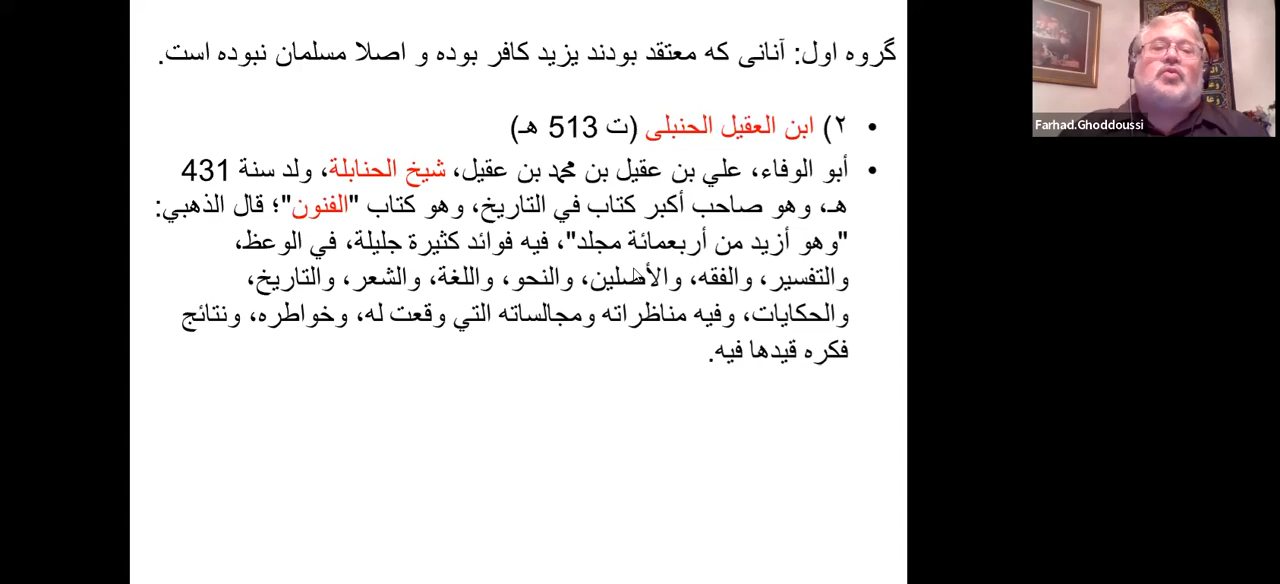 گروه اول: آنانی که معتقد بودند یزید کافر بوده و اصلا مسلمان نبوده است.
• ۲) ابن العقیل الحنبلی (ت 513 هـ)
• أبو الوفاء، علي بن عقيل بن محمد بن عقيل، شيخ الحنابلة، ولد سنة 431
هـ، وهو صاحب أكبر كتاب في التاريخ، وهو كتاب "الفنون"؛ قال الذهبي:
"وهو أزيد من أربعمائة مجلد"، فيه فوائد كثيرة جليلة، في الوعظ،
والتفسير، والفقه، والأصلين، والنحو، واللغة، والشعر، والتاريخ،
والحكايات، وفيه مناظراته ومجالساته التي وقعت له، وخواطره، ونتائج
فكره قيدها فيه.
Farhad.Ghoddoussi